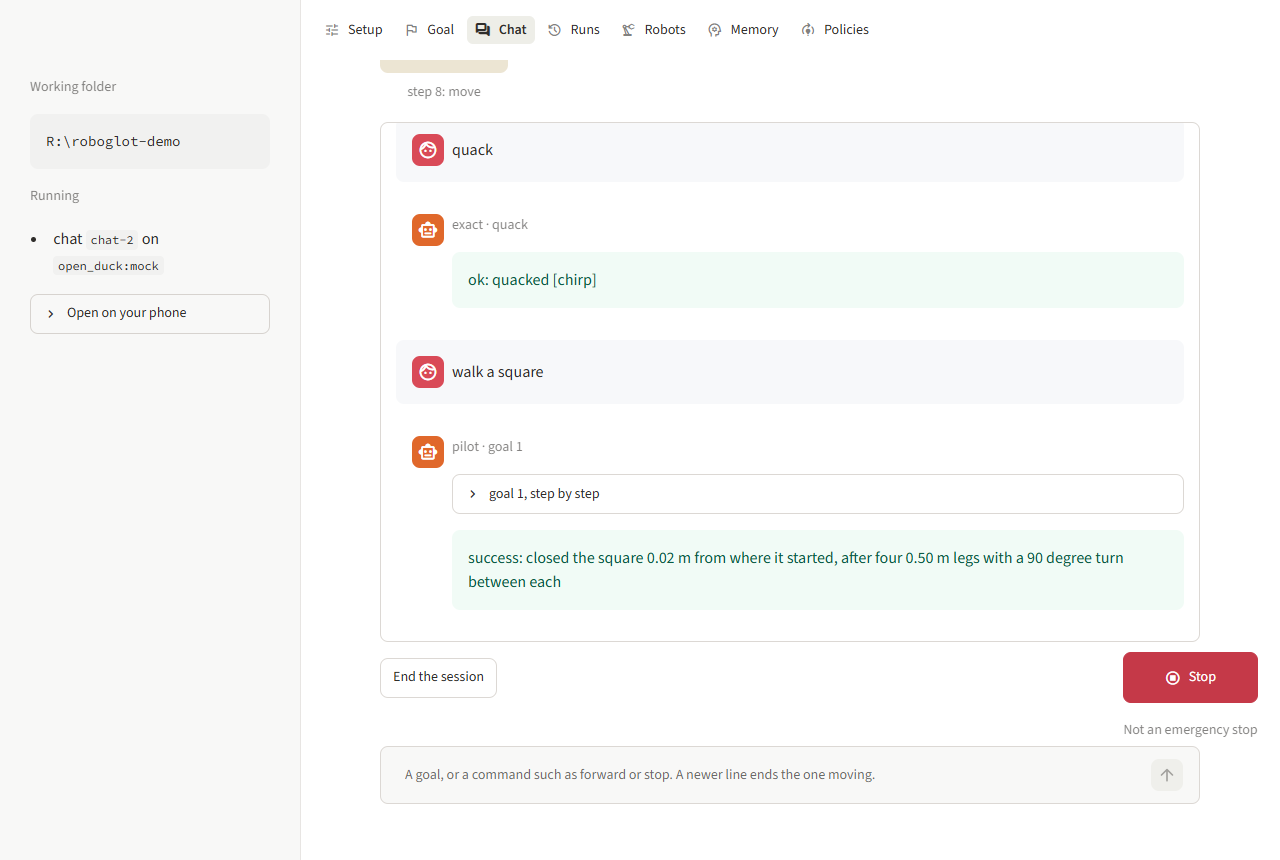 Setup
Goal
Chat
Runs
Robots
Memory
Policies
Working folder
R:\roboglot-demo
Running
chat chat-2 on
open_duck:mock
Open on your phone
step 8: move
quack
exact · quack
ok: quacked [chirp]
walk a square
pilot · goal 1
goal 1, step by step
success: closed the square 0.02 m from where it started, after four 0.50 m legs with a 90 degree turn
between each
End the session
Stop
Not an emergency stop
A goal, or a command such as forward or stop. A newer line ends the one moving.